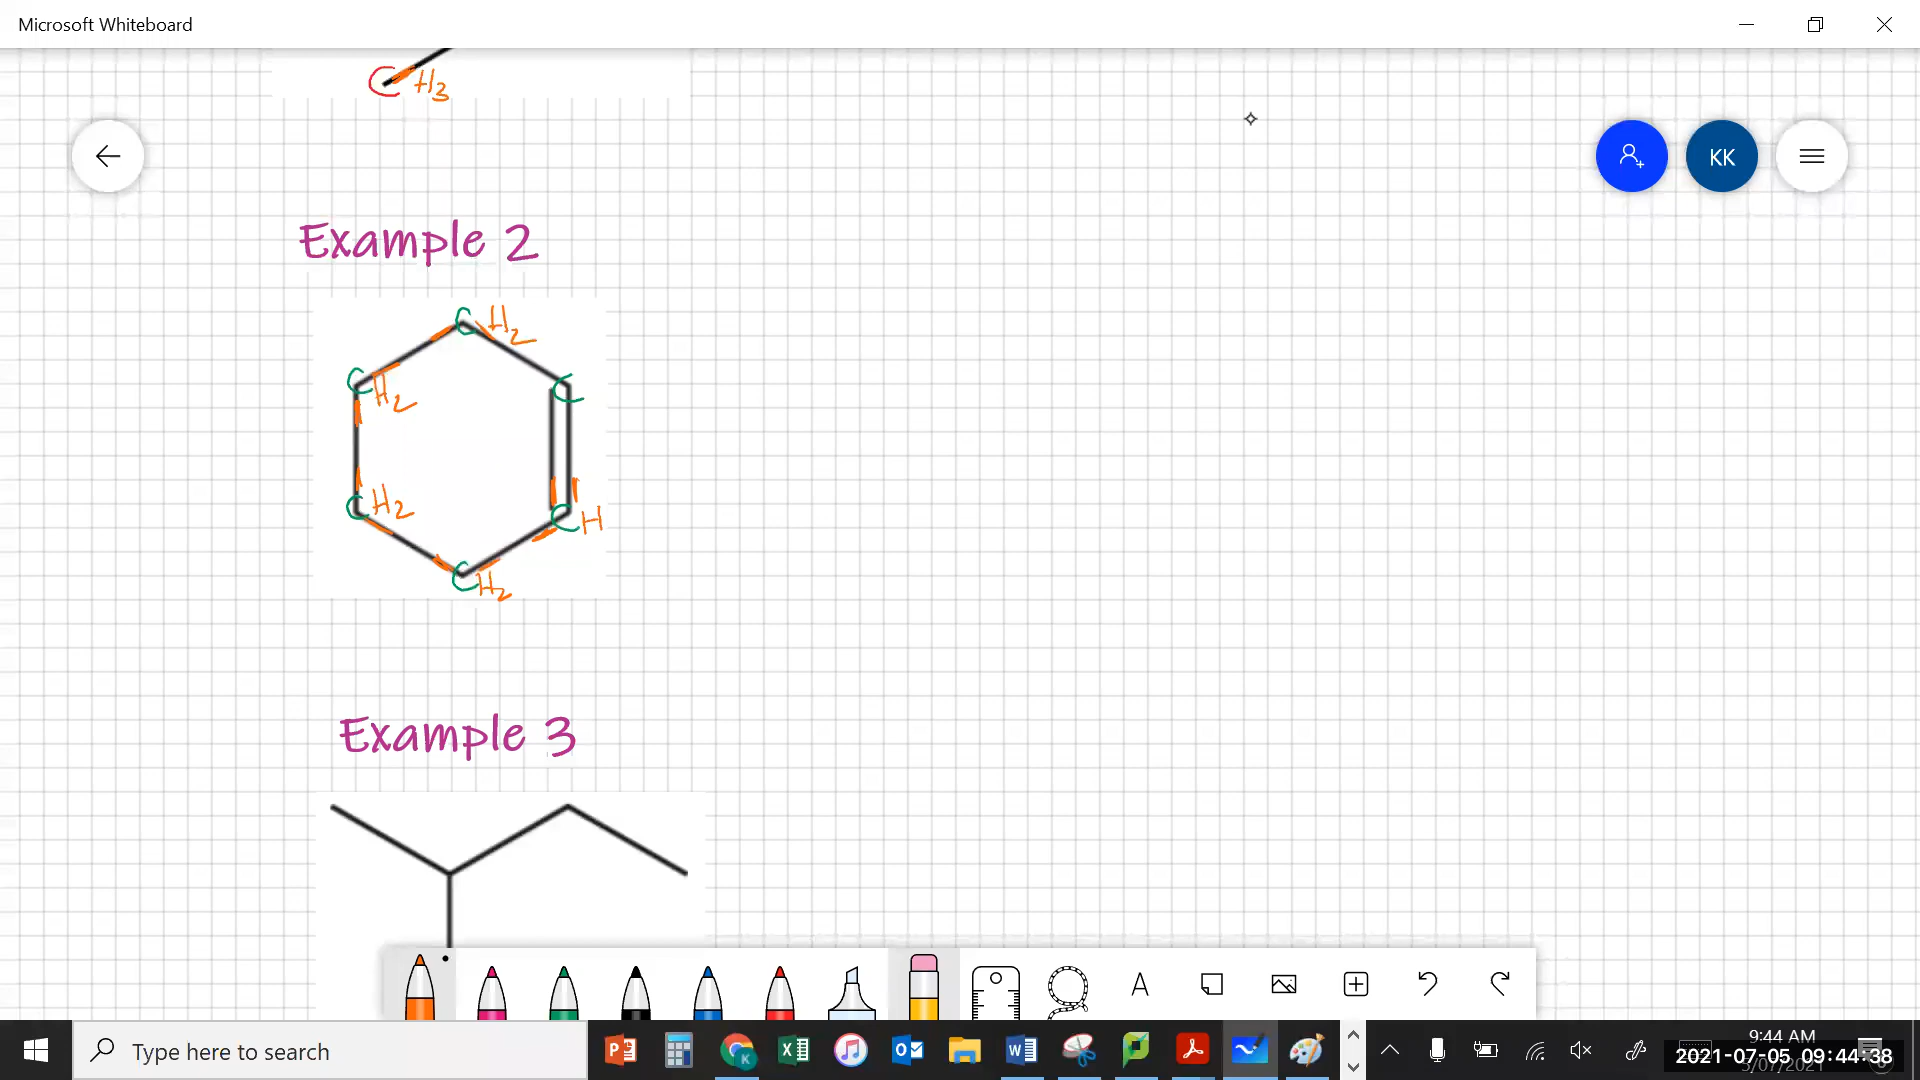 Microsoft Whiteboard
CH3
KK
Example 2
CH2
CH2
C
CH2
CH
CH2
Example 3
Type here to search
9:44 AM
2021-07-05 09:44:38